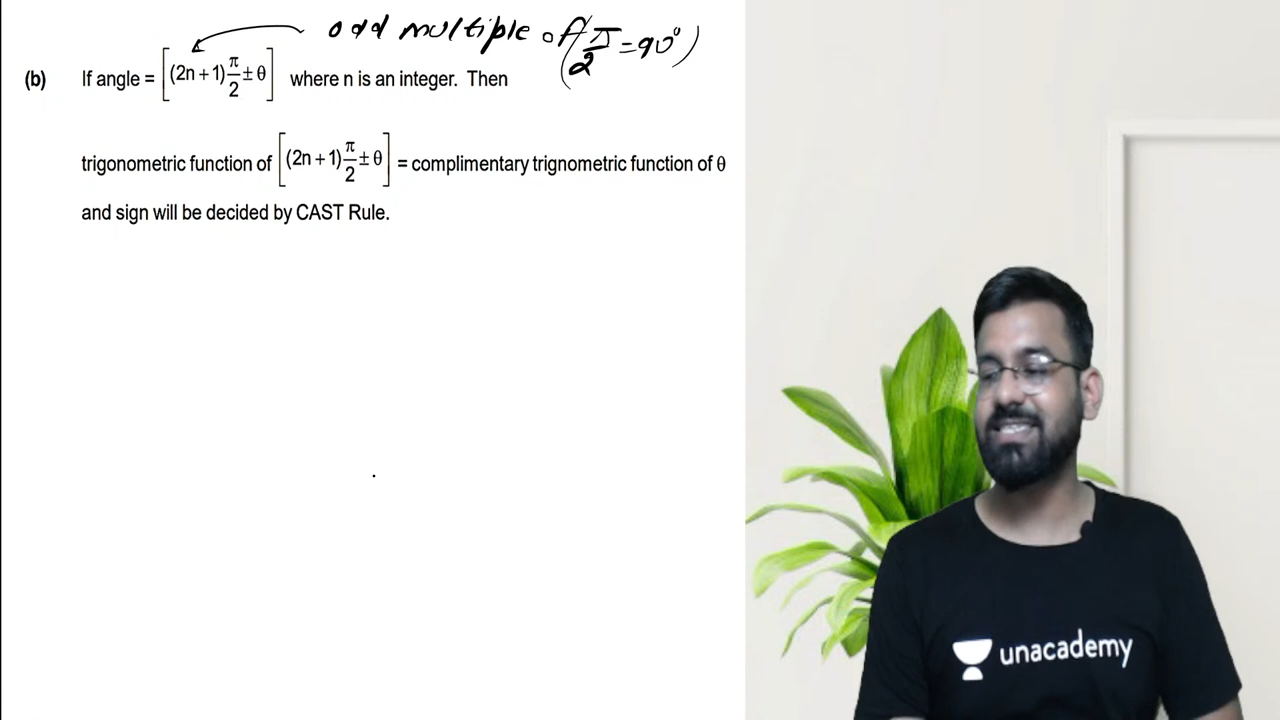 odd multiple of (π/2 = 90°)
(b) If angle = [(2n + 1) π/2 ± θ] where n is an integer. Then
trigonometric function of [(2n + 1) π/2 ± θ] = complimentary trignometric function of θ
and sign will be decided by CAST Rule.
unacademy